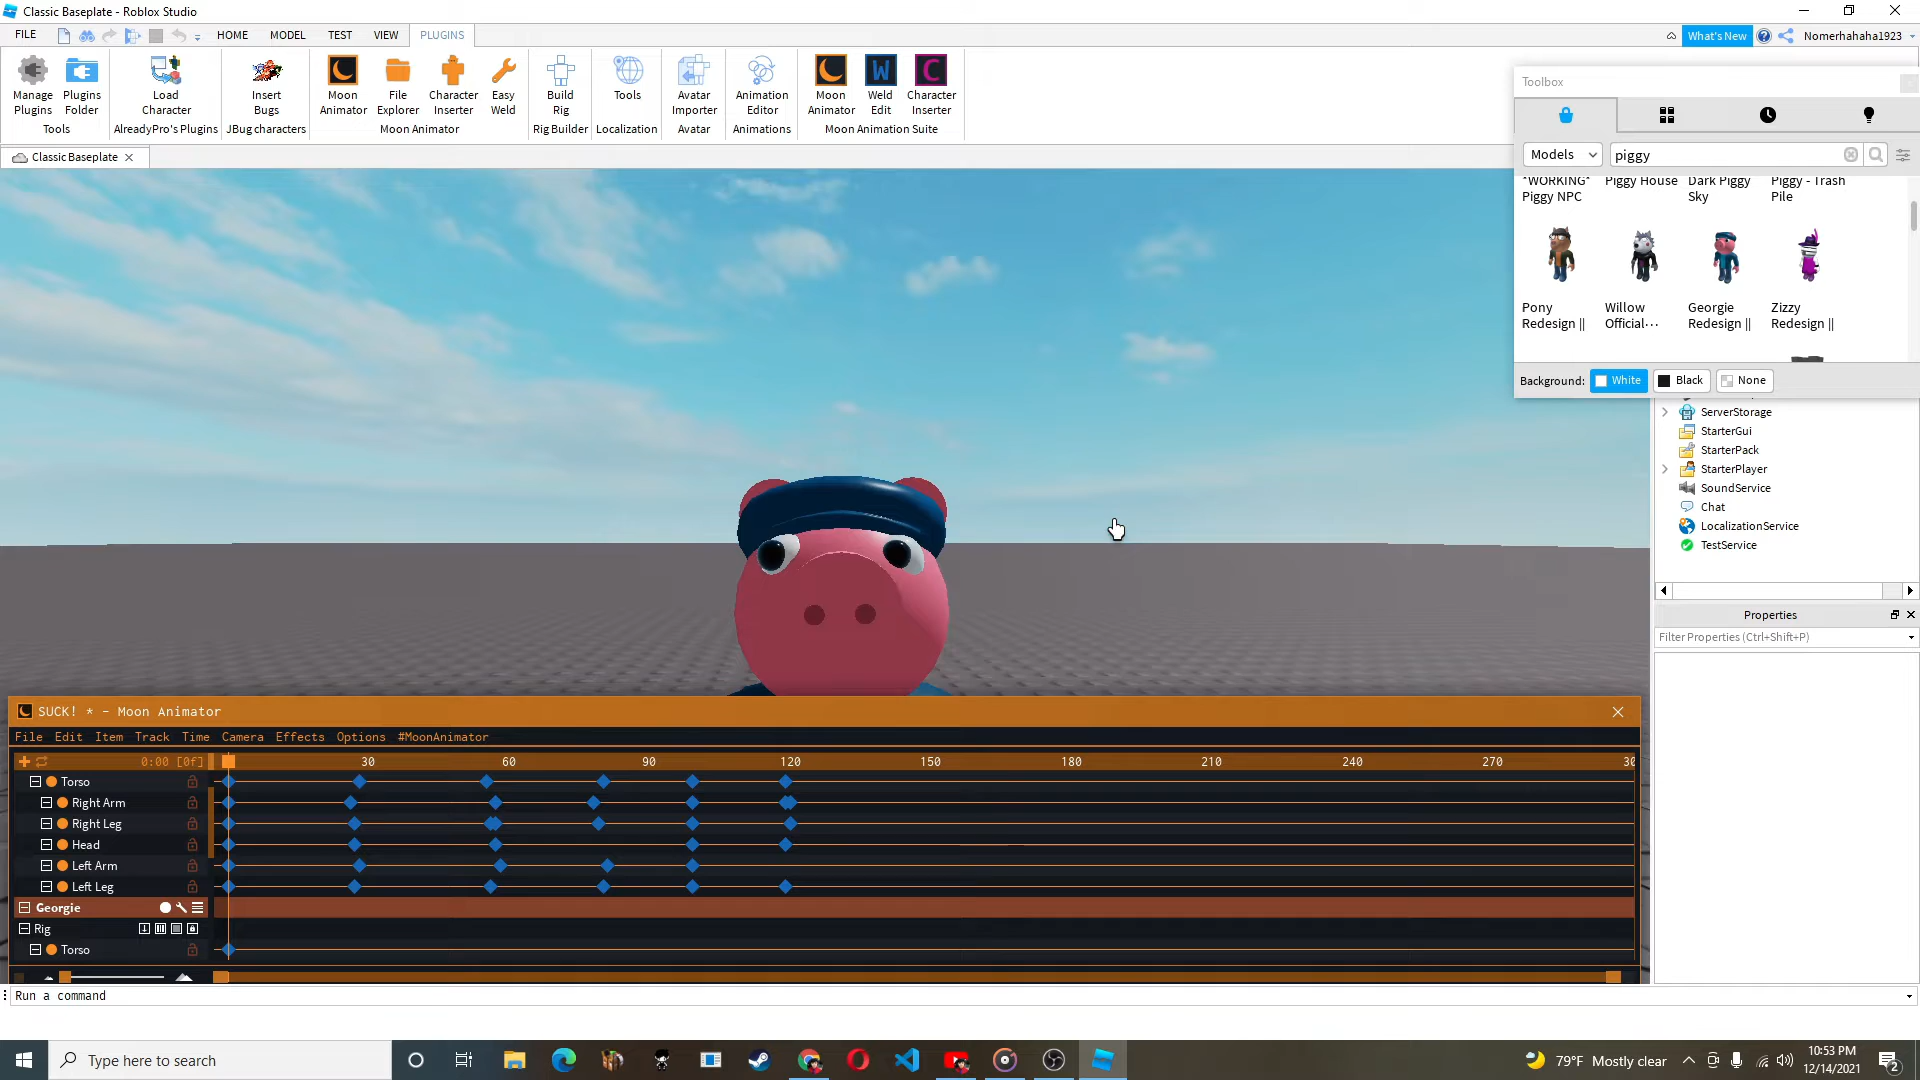 Classic Baseplate - Roblox Studio
FILE HOME MODEL TEST VIEW PLUGINS What's New Nomerhahaha1923
Manage Plugins
Plugins Folder
Tools
Load Character
AlreadyPro's Plugins
Insert Bugs
JBug characters
Moon Animator
File Explorer
Character Inserter
Easy Weld
Moon Animator
Build Rig
Rig Builder
Tools
Localization
Avatar Importer
Avatar
Animation Editor
Animations
Moon Animator
Weld Edit
Character Inserter
Moon Animation Suite
Classic Baseplate
Toolbox
Models piggy
*WORKING* Piggy NPC
Piggy House
Dark Piggy Sky
Piggy - Trash Pile
Pony Redesign ||
Willow Official...
Georgie Redesign ||
Zizzy Redesign ||
Background: White Black None
ServerStorage
StarterGui
StarterPack
StarterPlayer
SoundService
Chat
LocalizationService
TestService
Properties
Filter Properties (Ctrl+Shift+P)
SUCK! * - Moon Animator
File Edit Item Track Time Camera Effects Options #MoonAnimator
0:00 [0f] 30 60 90 120 150 180 210 240 270 30
Torso
Right Arm
Right Leg
Head
Left Arm
Left Leg
Georgie
Rig
Torso
Run a command
Type here to search
79°F Mostly clear
10:53 PM
12/14/2021
2